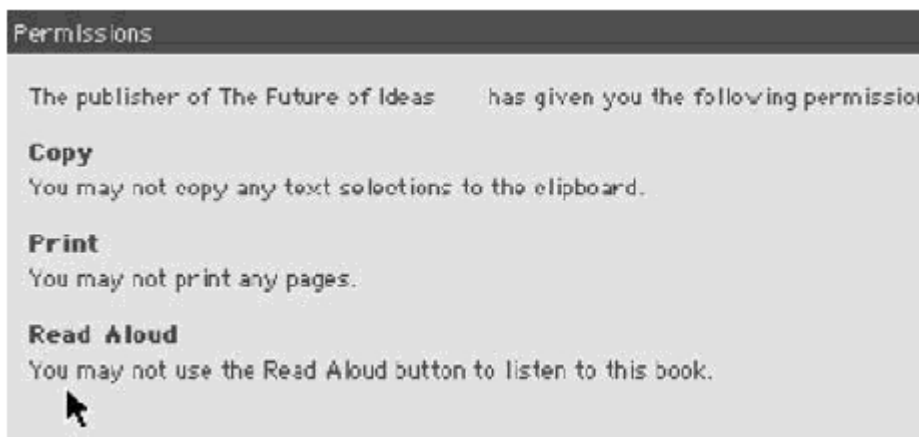 Permissions
The publisher of The Future of Ideas has given you the following permission
Copy
You may not copy any text selections to the clipboard.
Print
You may not print any pages.
Read Aloud
You may not use the Read Aloud button to listen to this book.